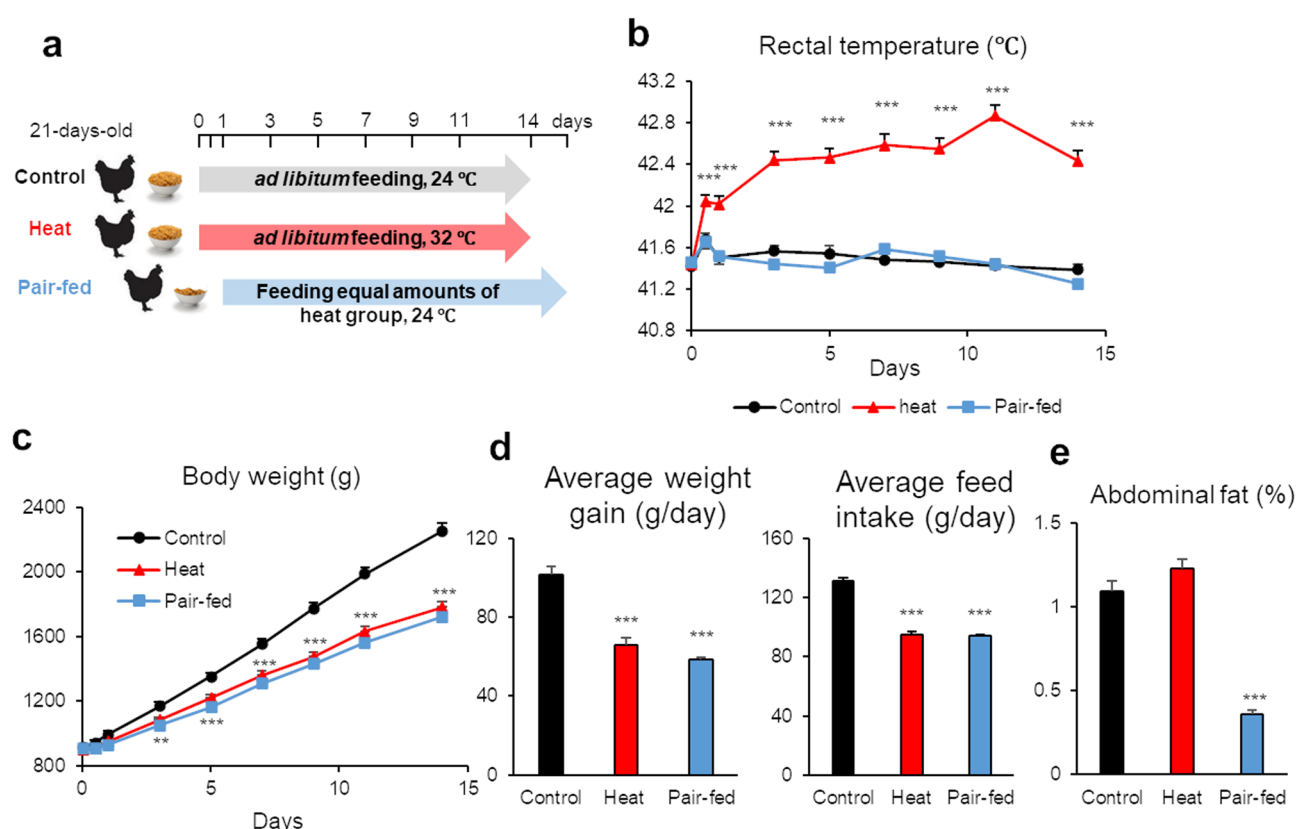 a
0 1 3 5 7 9 11 14 days
21-days-old
Control
ad libitum feeding, 24 ℃
Heat
ad libitum feeding, 32 ℃
Pair-fed
Feeding equal amounts of
heat group, 24 ℃
b
Rectal temperature (℃)
43.2
42.8
42.4
42
41.6
41.2
40.8
***
***
***
***
***
***
***
***
0 5 10 15
Days
Control heat Pair-fed
c
Body weight (g)
2400
2000
1600
1200
800
Control
Heat
Pair-fed
**
***
***
***
***
***
0 5 10 15
Days
d
Average weight
gain (g/day)
120
80
40
0
***
***
Control Heat Pair-fed
Average feed
intake (g/day)
160
120
80
40
0
***
***
Control Heat Pair-fed
e
Abdominal fat (%)
1.5
1
0.5
0
***
Control Heat Pair-fed